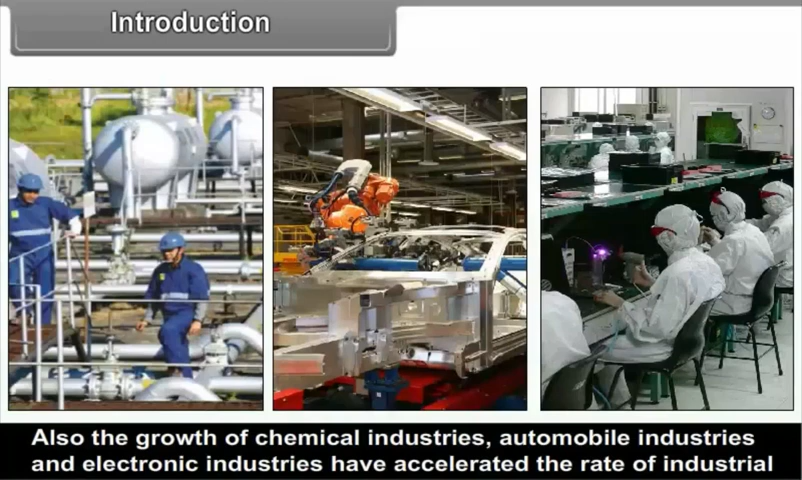 Introduction
Also the growth of chemical industries, automobile industries
and electronic industries have accelerated the rate of industrial